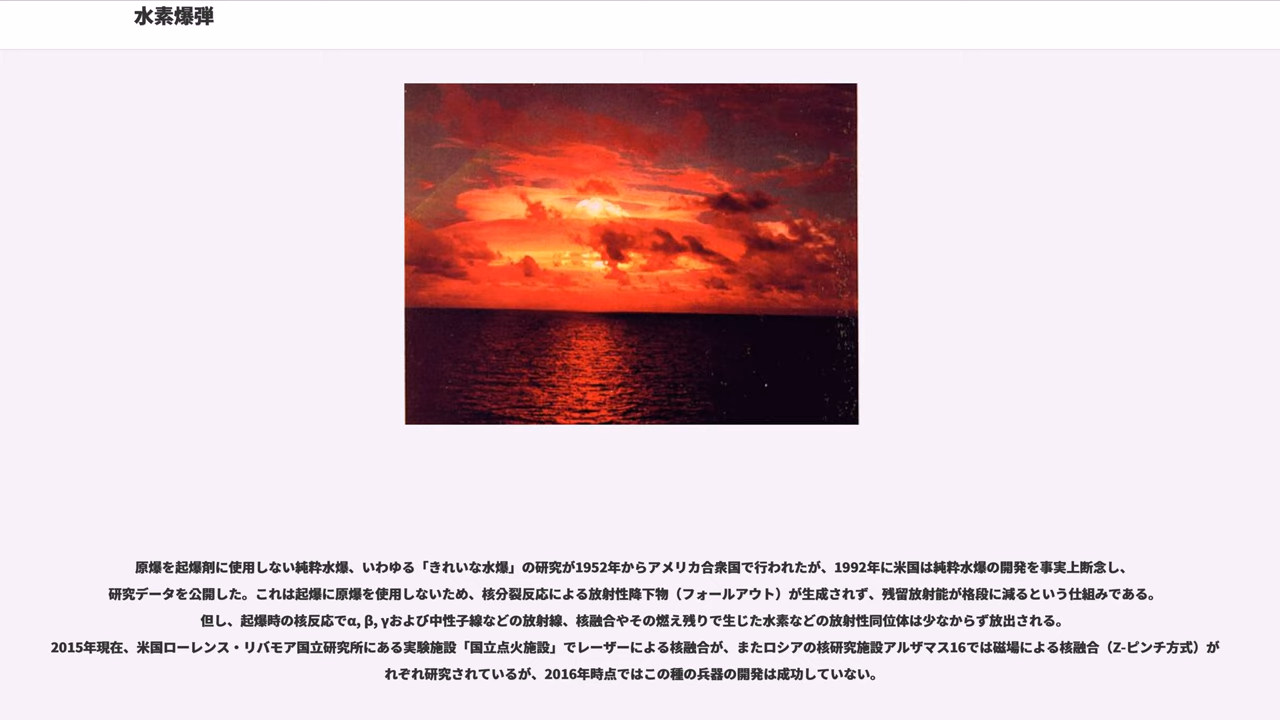 水素爆弾
原爆を起爆剤に使用しない純粋水爆、いわゆる「きれいな水爆」の研究が1952年からアメリカ合衆国で行われたが、1992年に米国は純粋水爆の開発を事実上断念し、
研究データを公開した。これは起爆に原爆を使用しないため、核分裂反応による放射性降下物（フォールアウト）が生成されず、残留放射能が格段に減るという仕組みである。
但し、起爆時の核反応でα, β, γおよび中性子線などの放射線、核融合やその燃え残りで生じた水素などの放射性同位体は少なからず放出される。
2015年現在、米国ローレンス・リバモア国立研究所にある実験施設「国立点火施設」でレーザーによる核融合が、またロシアの核研究施設アルザマス16では磁場による核融合（Z-ピンチ方式）が
れぞれ研究されているが、2016年時点ではこの種の兵器の開発は成功していない。